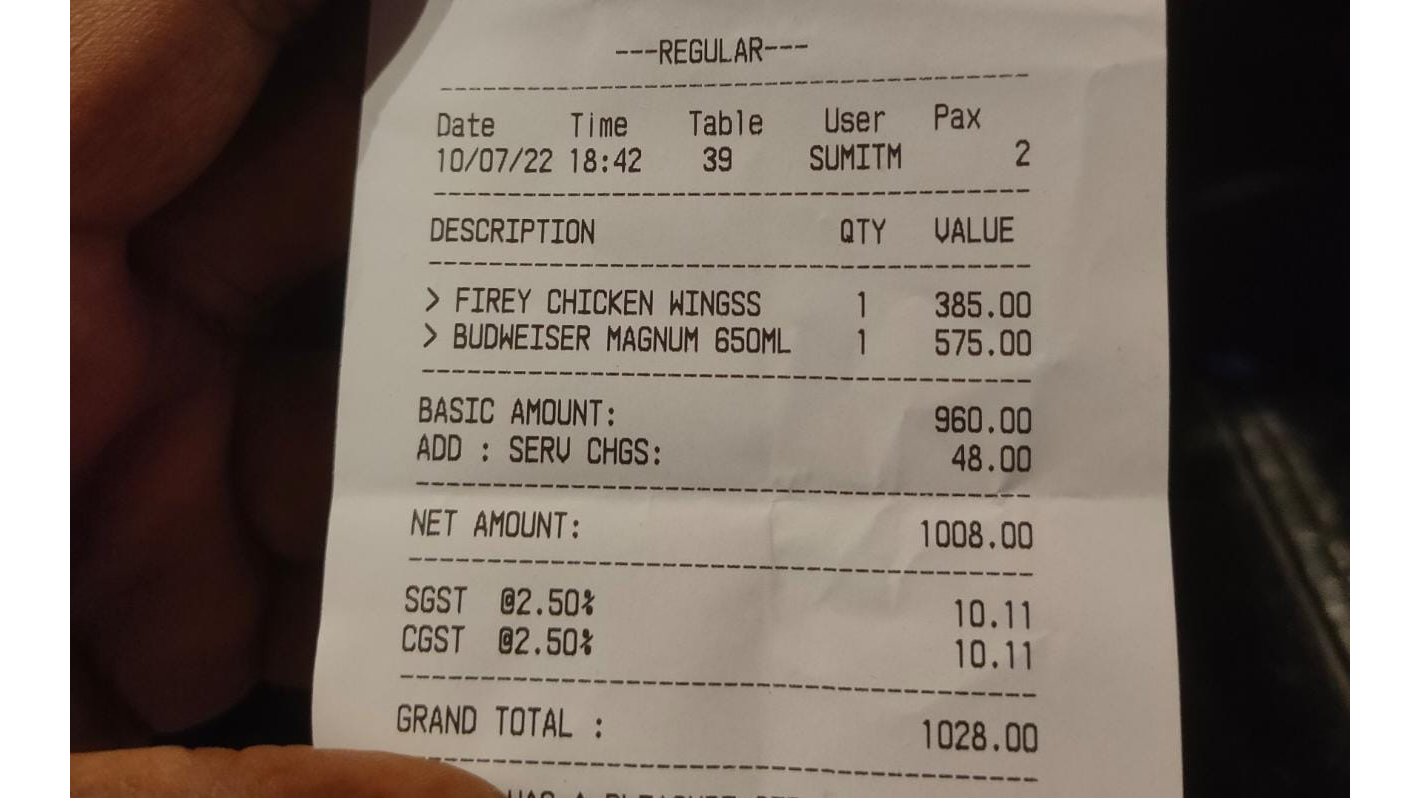 ---REGULAR---
Date Time Table User Pax
10/07/22 18:42 39 SUMITM 2
DESCRIPTION QTY VALUE
> FIREY CHICKEN WINGSS 1 385.00
> BUDWEISER MAGNUM 650ML 1 575.00
BASIC AMOUNT: 960.00
ADD : SERV CHGS: 48.00
NET AMOUNT: 1008.00
SGST @2.50% 10.11
CGST @2.50% 10.11
GRAND TOTAL : 1028.00